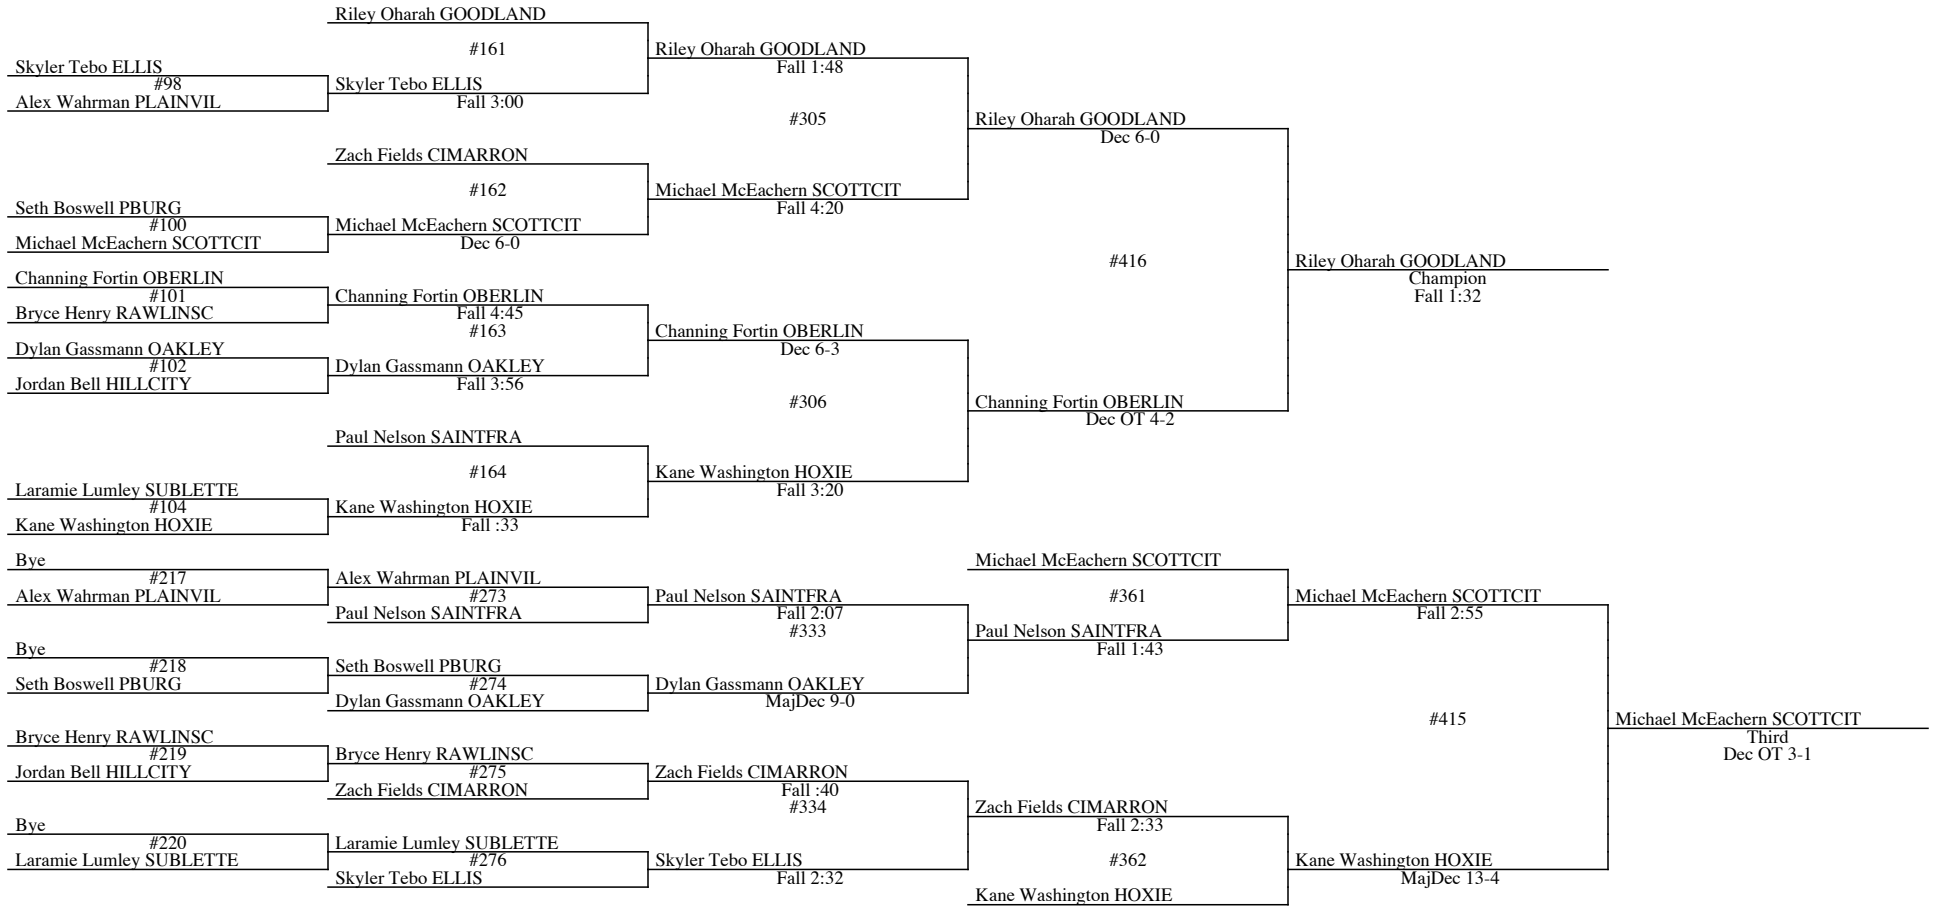 Riley Oharah GOODLAND
#161
Skyler Tebo ELLIS
#98
Alex Wahrman PLAINVIL
Skyler Tebo ELLIS
Fall 3:00
Riley Oharah GOODLAND
Fall 1:48
#305
Zach Fields CIMARRON
#162
Seth Boswell PBURG
#100
Michael McEachern SCOTTCIT
Michael McEachern SCOTTCIT
Dec 6-0
Michael McEachern SCOTTCIT
Fall 4:20
Riley Oharah GOODLAND
Dec 6-0
#416
Riley Oharah GOODLAND
Champion
Fall 1:32
Channing Fortin OBERLIN
#101
Bryce Henry RAWLINSC
Channing Fortin OBERLIN
Fall 4:45
#163
Dylan Gassmann OAKLEY
#102
Jordan Bell HILLCITY
Dylan Gassmann OAKLEY
Fall 3:56
Channing Fortin OBERLIN
Dec 6-3
#306
Channing Fortin OBERLIN
Dec OT 4-2
Paul Nelson SAINTFRA
#164
Laramie Lumley SUBLETTE
#104
Kane Washington HOXIE
Kane Washington HOXIE
Fall :33
Kane Washington HOXIE
Fall 3:20
Bye
#217
Alex Wahrman PLAINVIL
Alex Wahrman PLAINVIL
#273
Paul Nelson SAINTFRA
Paul Nelson SAINTFRA
Fall 2:07
#333
Bye
#218
Seth Boswell PBURG
Seth Boswell PBURG
#274
Dylan Gassmann OAKLEY
Dylan Gassmann OAKLEY
MajDec 9-0
Michael McEachern SCOTTCIT
#361
Paul Nelson SAINTFRA
Fall 1:43
Michael McEachern SCOTTCIT
Fall 2:55
#415
Michael McEachern SCOTTCIT
Third
Dec OT 3-1
Bryce Henry RAWLINSC
#219
Jordan Bell HILLCITY
Bryce Henry RAWLINSC
#275
Zach Fields CIMARRON
Zach Fields CIMARRON
Fall :40
#334
Bye
#220
Laramie Lumley SUBLETTE
Laramie Lumley SUBLETTE
#276
Skyler Tebo ELLIS
Skyler Tebo ELLIS
Fall 2:32
Zach Fields CIMARRON
Fall 2:33
#362
Kane Washington HOXIE
Kane Washington HOXIE
MajDec 13-4